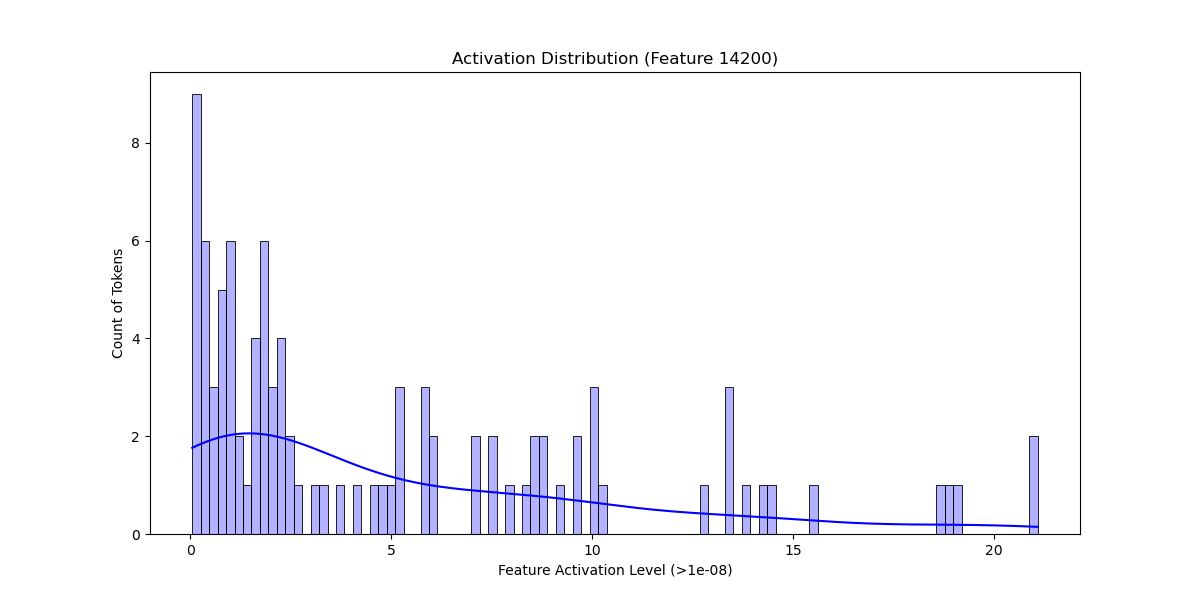 Activation Distribution (Feature 14200)
Count of Tokens
8
6
4
2
0
0 5 10 15 20
Feature Activation Level (>1e-08)